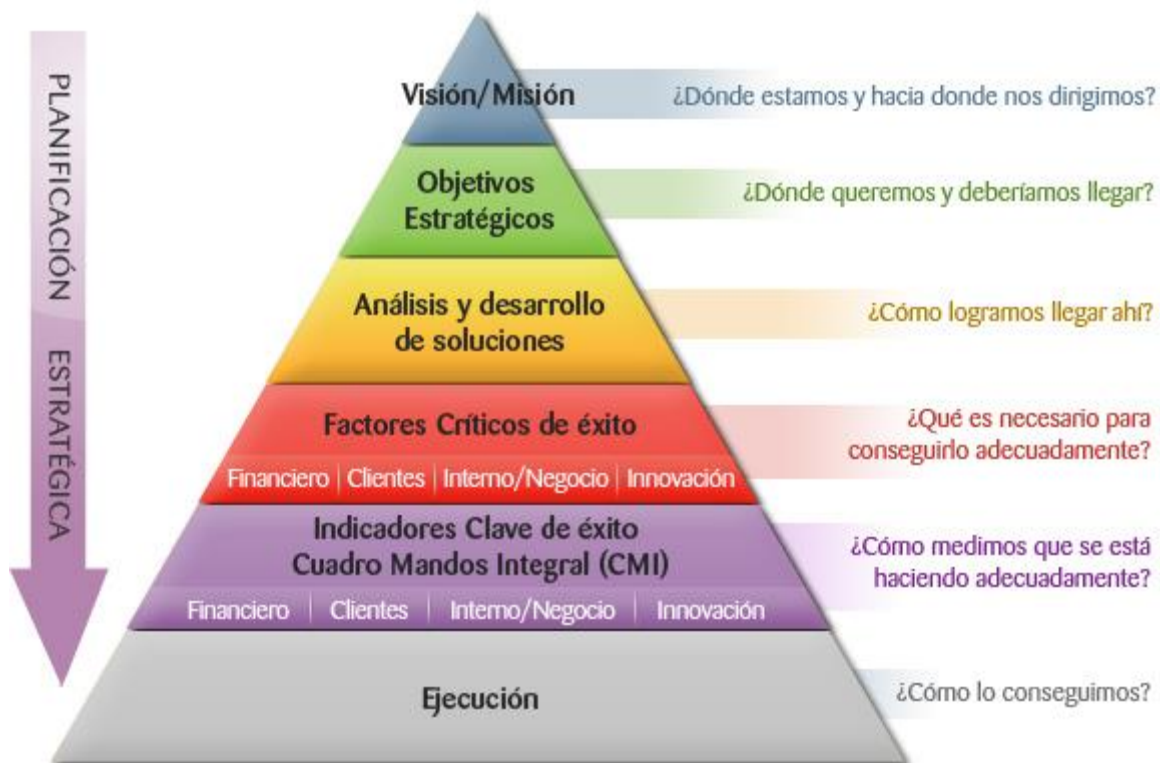 PLANIFICACIÓN ESTRATÉGICA
Visión/Misión
¿Dónde estamos y hacia donde nos dirigimos?
Objetivos
Estratégicos
¿Dónde queremos y deberíamos llegar?
Análisis y desarrollo
de soluciones
¿Cómo logramos llegar ahí?
Factores Críticos de éxito
Financiero Clientes Interno/Negocio Innovación
¿Qué es necesario para
conseguirlo adecuadamente?
Indicadores Clave de éxito
Cuadro Mandos Integral (CMI)
Financiero Clientes Interno/Negocio Innovación
¿Cómo medimos que se está
haciendo adecuadamente?
Ejecución
¿Cómo lo conseguimos?